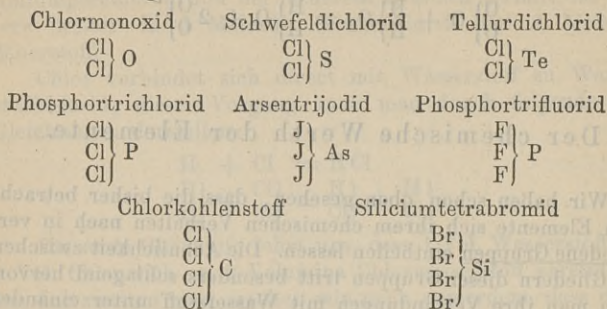 Chlormonoxid Schwefeldichlorid Tellurdichlorid
Cl Cl Cl
Cl} O Cl} S Cl} Te
Phosphortrichlorid Arsentrijodid Phosphortrifluorid
Cl J F
Cl} P J} As F} P
Cl J F
Chlorkohlenstoff Siliciumtetrabromid
Cl Br
Cl Br
Cl} C Br} Si
Cl Br